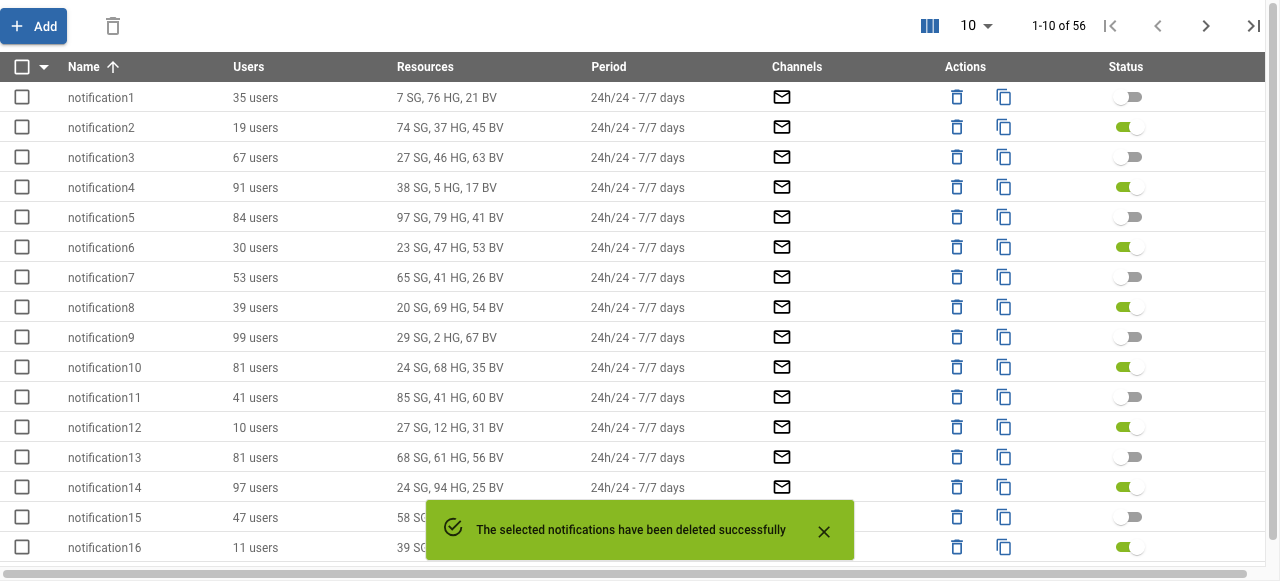 Add
10
1-10 of 56
Name Users Resources Period Channels Actions Status
notification1 35 users 7 SG, 76 HG, 21 BV 24h/24 - 7/7 days
notification2 19 users 74 SG, 37 HG, 45 BV 24h/24 - 7/7 days
notification3 67 users 27 SG, 46 HG, 63 BV 24h/24 - 7/7 days
notification4 91 users 38 SG, 5 HG, 17 BV 24h/24 - 7/7 days
notification5 84 users 97 SG, 79 HG, 41 BV 24h/24 - 7/7 days
notification6 30 users 23 SG, 47 HG, 53 BV 24h/24 - 7/7 days
notification7 53 users 65 SG, 41 HG, 26 BV 24h/24 - 7/7 days
notification8 39 users 20 SG, 69 HG, 54 BV 24h/24 - 7/7 days
notification9 99 users 29 SG, 2 HG, 67 BV 24h/24 - 7/7 days
notification10 81 users 24 SG, 68 HG, 35 BV 24h/24 - 7/7 days
notification11 41 users 85 SG, 41 HG, 60 BV 24h/24 - 7/7 days
notification12 10 users 27 SG, 12 HG, 31 BV 24h/24 - 7/7 days
notification13 81 users 68 SG, 61 HG, 56 BV 24h/24 - 7/7 days
notification14 97 users 24 SG, 94 HG, 25 BV 24h/24 - 7/7 days
notification15 47 users 58 SG
notification16 11 users 39 SG
The selected notifications have been deleted successfully